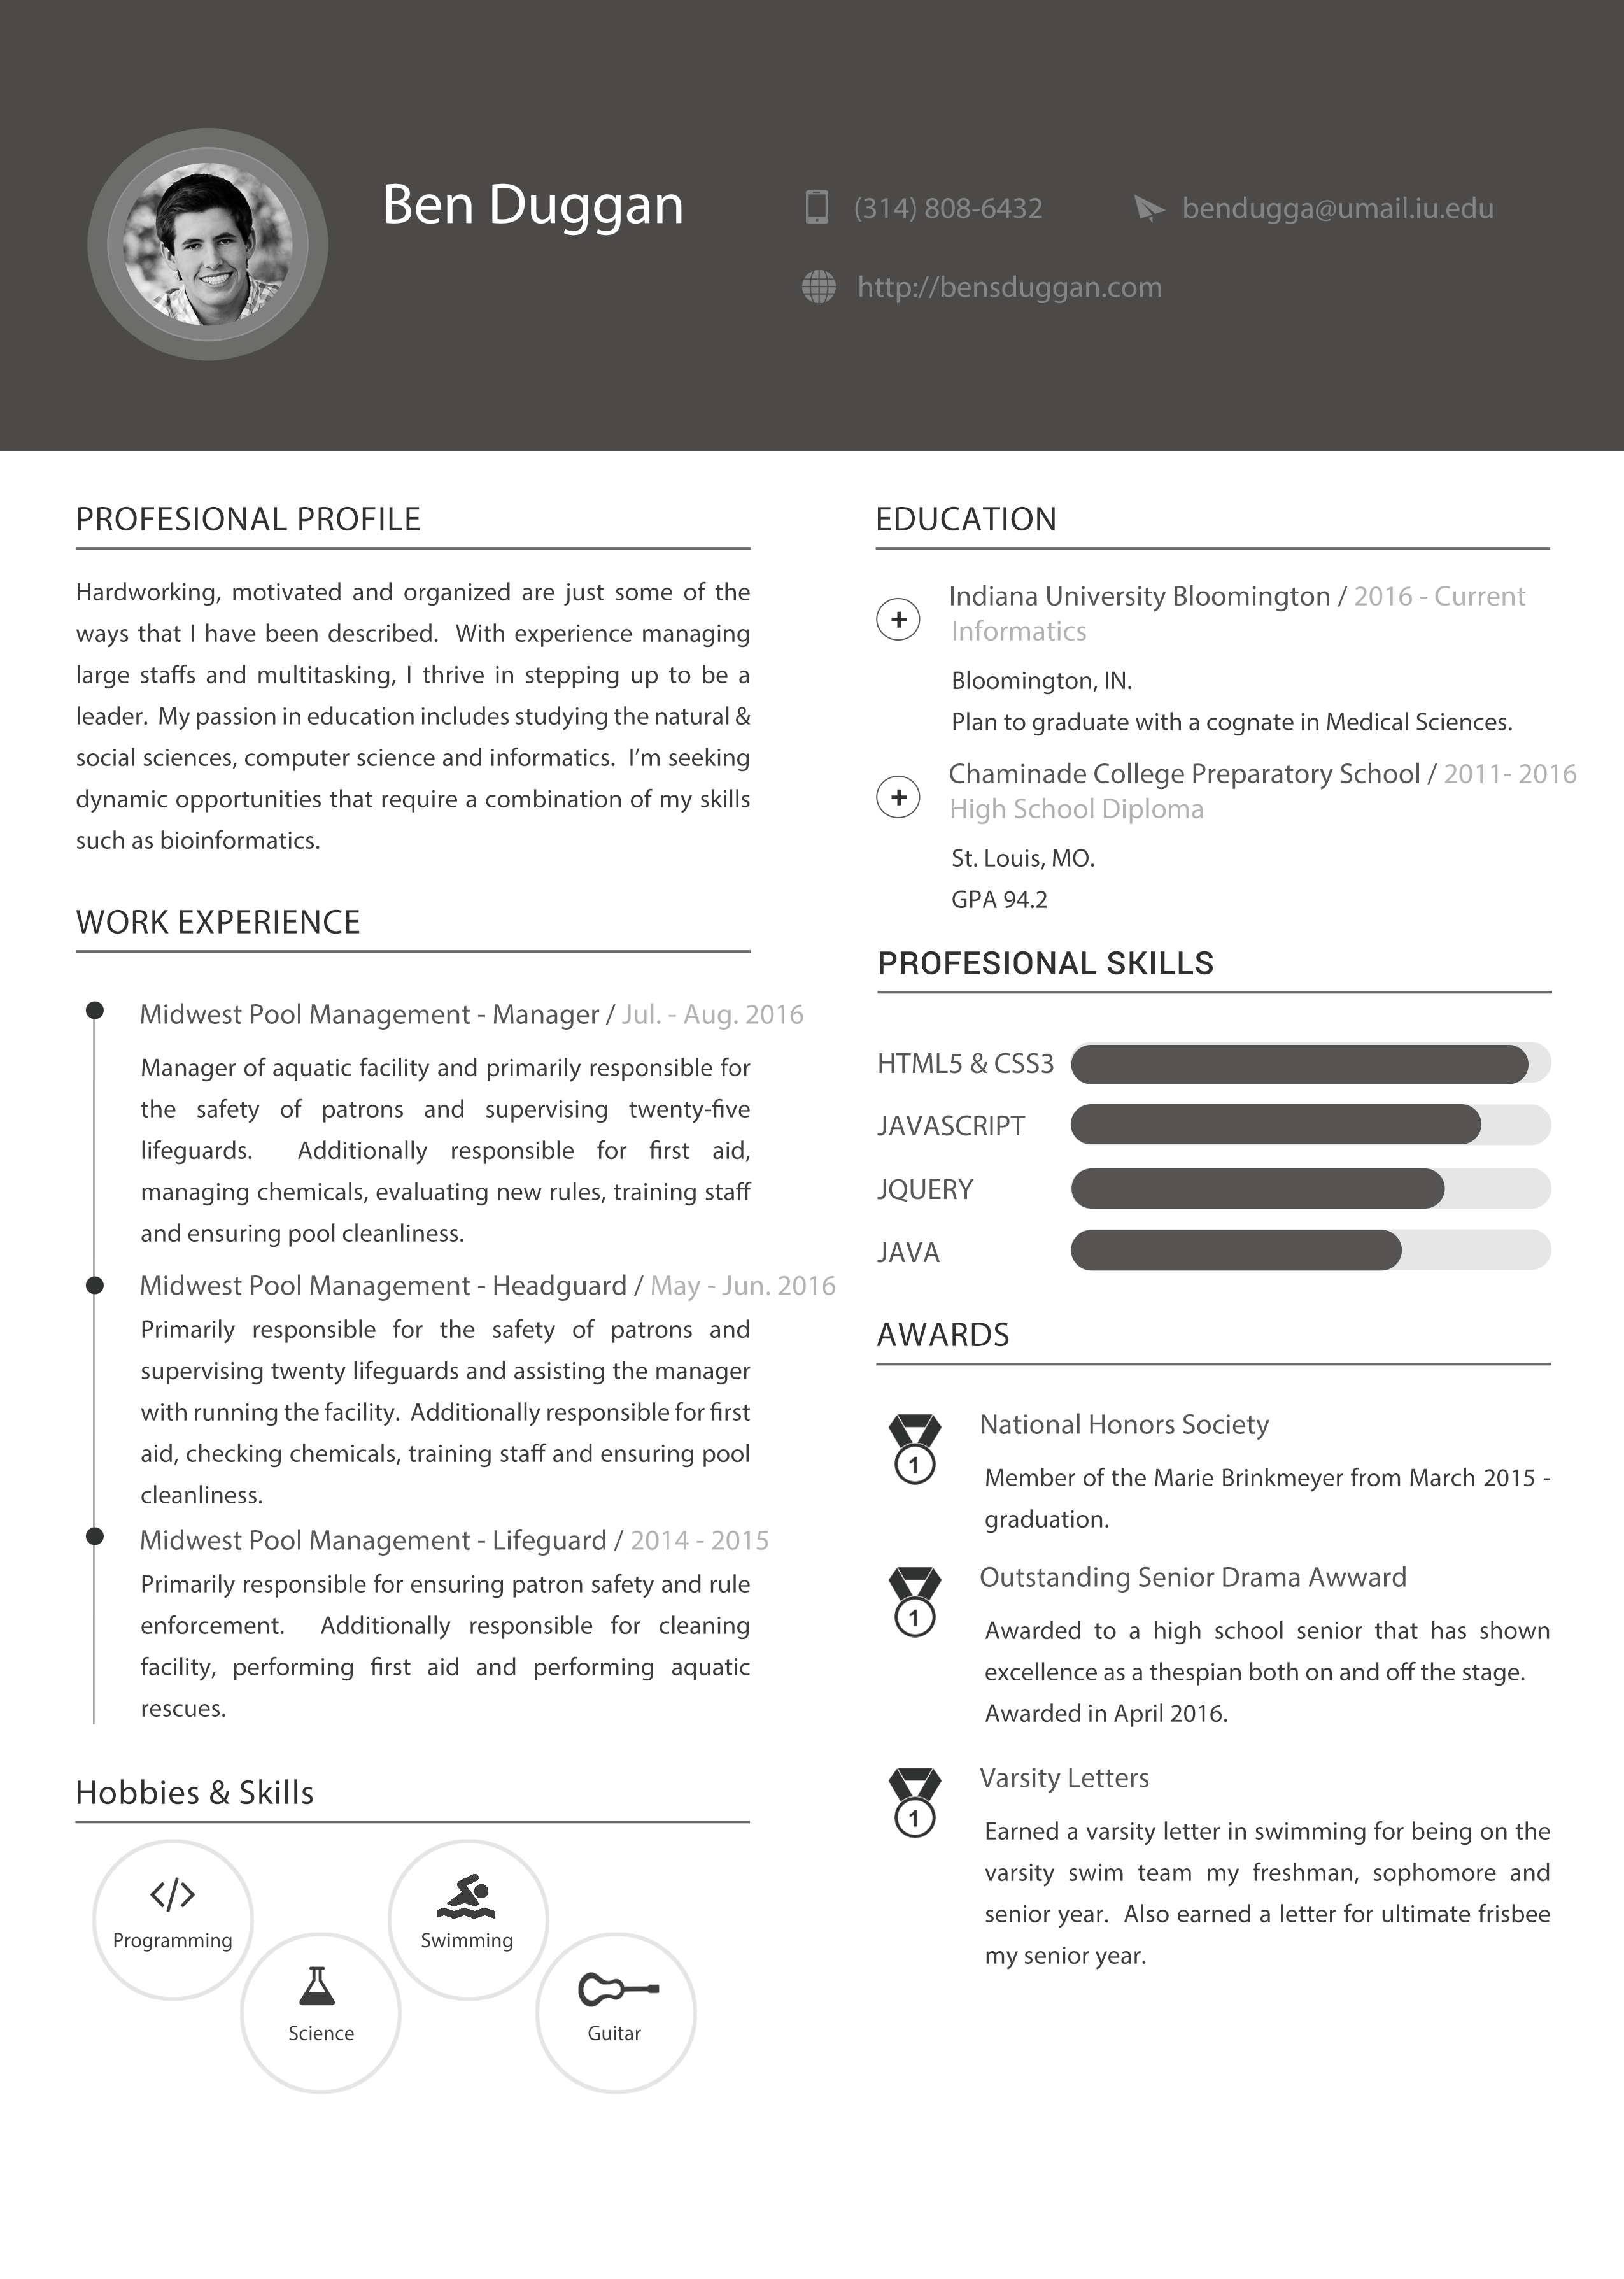 Ben Duggan
(314) 808-6432
bendugga@umail.iu.edu
http://bensduggan.com
PROFESIONAL PROFILE
Hardworking, motivated and organized are just some of the
ways that I have been described. With experience managing
large staffs and multitasking, I thrive in stepping up to be a
leader. My passion in education includes studying the natural &
social sciences, computer science and informatics. I'm seeking
dynamic opportunities that require a combination of my skills
such as bioinformatics.
WORK EXPERIENCE
Midwest Pool Management - Manager / Jul. - Aug. 2016
Manager of aquatic facility and primarily responsible for
the safety of patrons and supervising twenty-five
lifeguards. Additionally responsible for first aid,
managing chemicals, evaluating new rules, training staff
and ensuring pool cleanliness.
Midwest Pool Management - Headguard / May - Jun. 2016
Primarily responsible for the safety of patrons and
supervising twenty lifeguards and assisting the manager
with running the facility. Additionally responsible for first
aid, checking chemicals, training staff and ensuring pool
cleanliness.
Midwest Pool Management - Lifeguard / 2014 - 2015
Primarily responsible for ensuring patron safety and rule
enforcement. Additionally responsible for cleaning
facility, performing first aid and performing aquatic
rescues.
Hobbies & Skills
Programming
Swimming
Science
Guitar
EDUCATION
Indiana University Bloomington / 2016 - Current
Informatics
Bloomington, IN.
Plan to graduate with a cognate in Medical Sciences.
Chaminade College Preparatory School / 2011- 2016
High School Diploma
St. Louis, MO.
GPA 94.2
PROFESIONAL SKILLS
HTML5 & CSS3
JAVASCRIPT
JQUERY
JAVA
AWARDS
1
National Honors Society
Member of the Marie Brinkmeyer from March 2015 -
graduation.
1
Outstanding Senior Drama Awward
Awarded to a high school senior that has shown
excellence as a thespian both on and off the stage.
Awarded in April 2016.
1
Varsity Letters
Earned a varsity letter in swimming for being on the
varsity swim team my freshman, sophomore and
senior year. Also earned a letter for ultimate frisbee
my senior year.